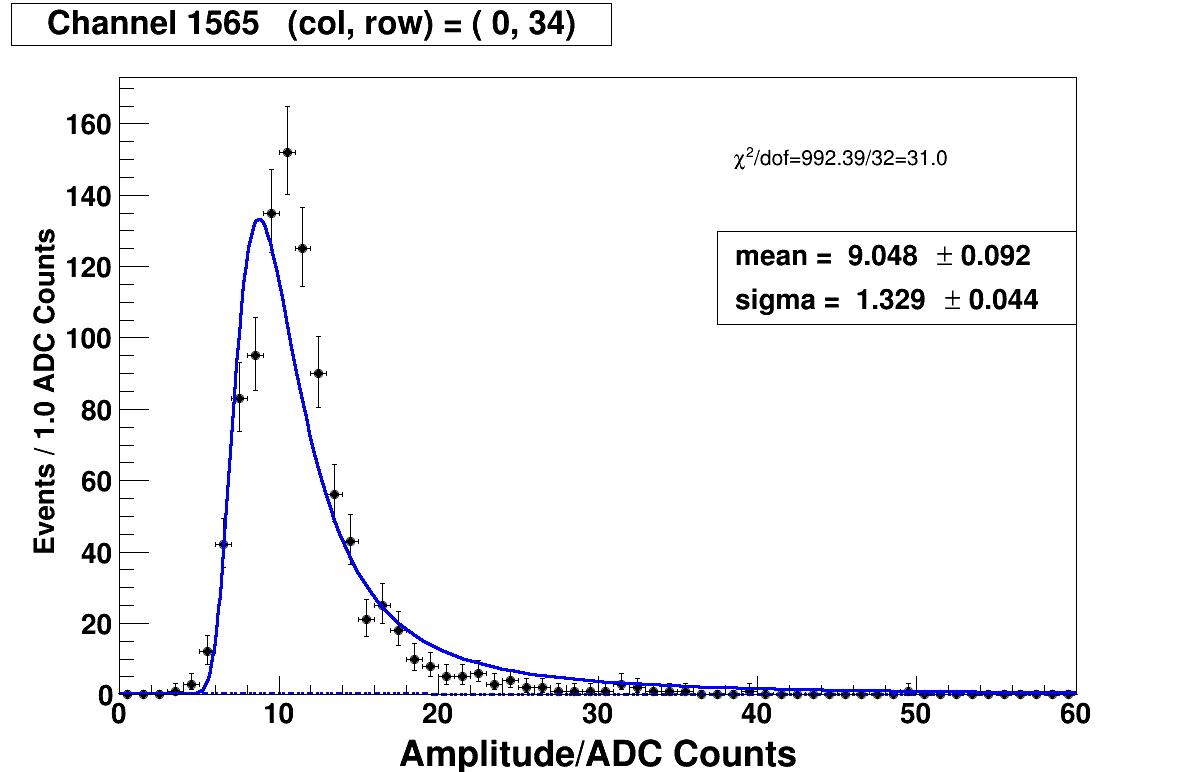 Channel 1565 (col, row) = ( 0, 34)
χ²/dof=992.39/32=31.0
mean = 9.048 ± 0.092
sigma = 1.329 ± 0.044
Events / 1.0 ADC Counts
160
140
120
100
80
60
40
20
0
0 10 20 30 40 50 60
Amplitude/ADC Counts